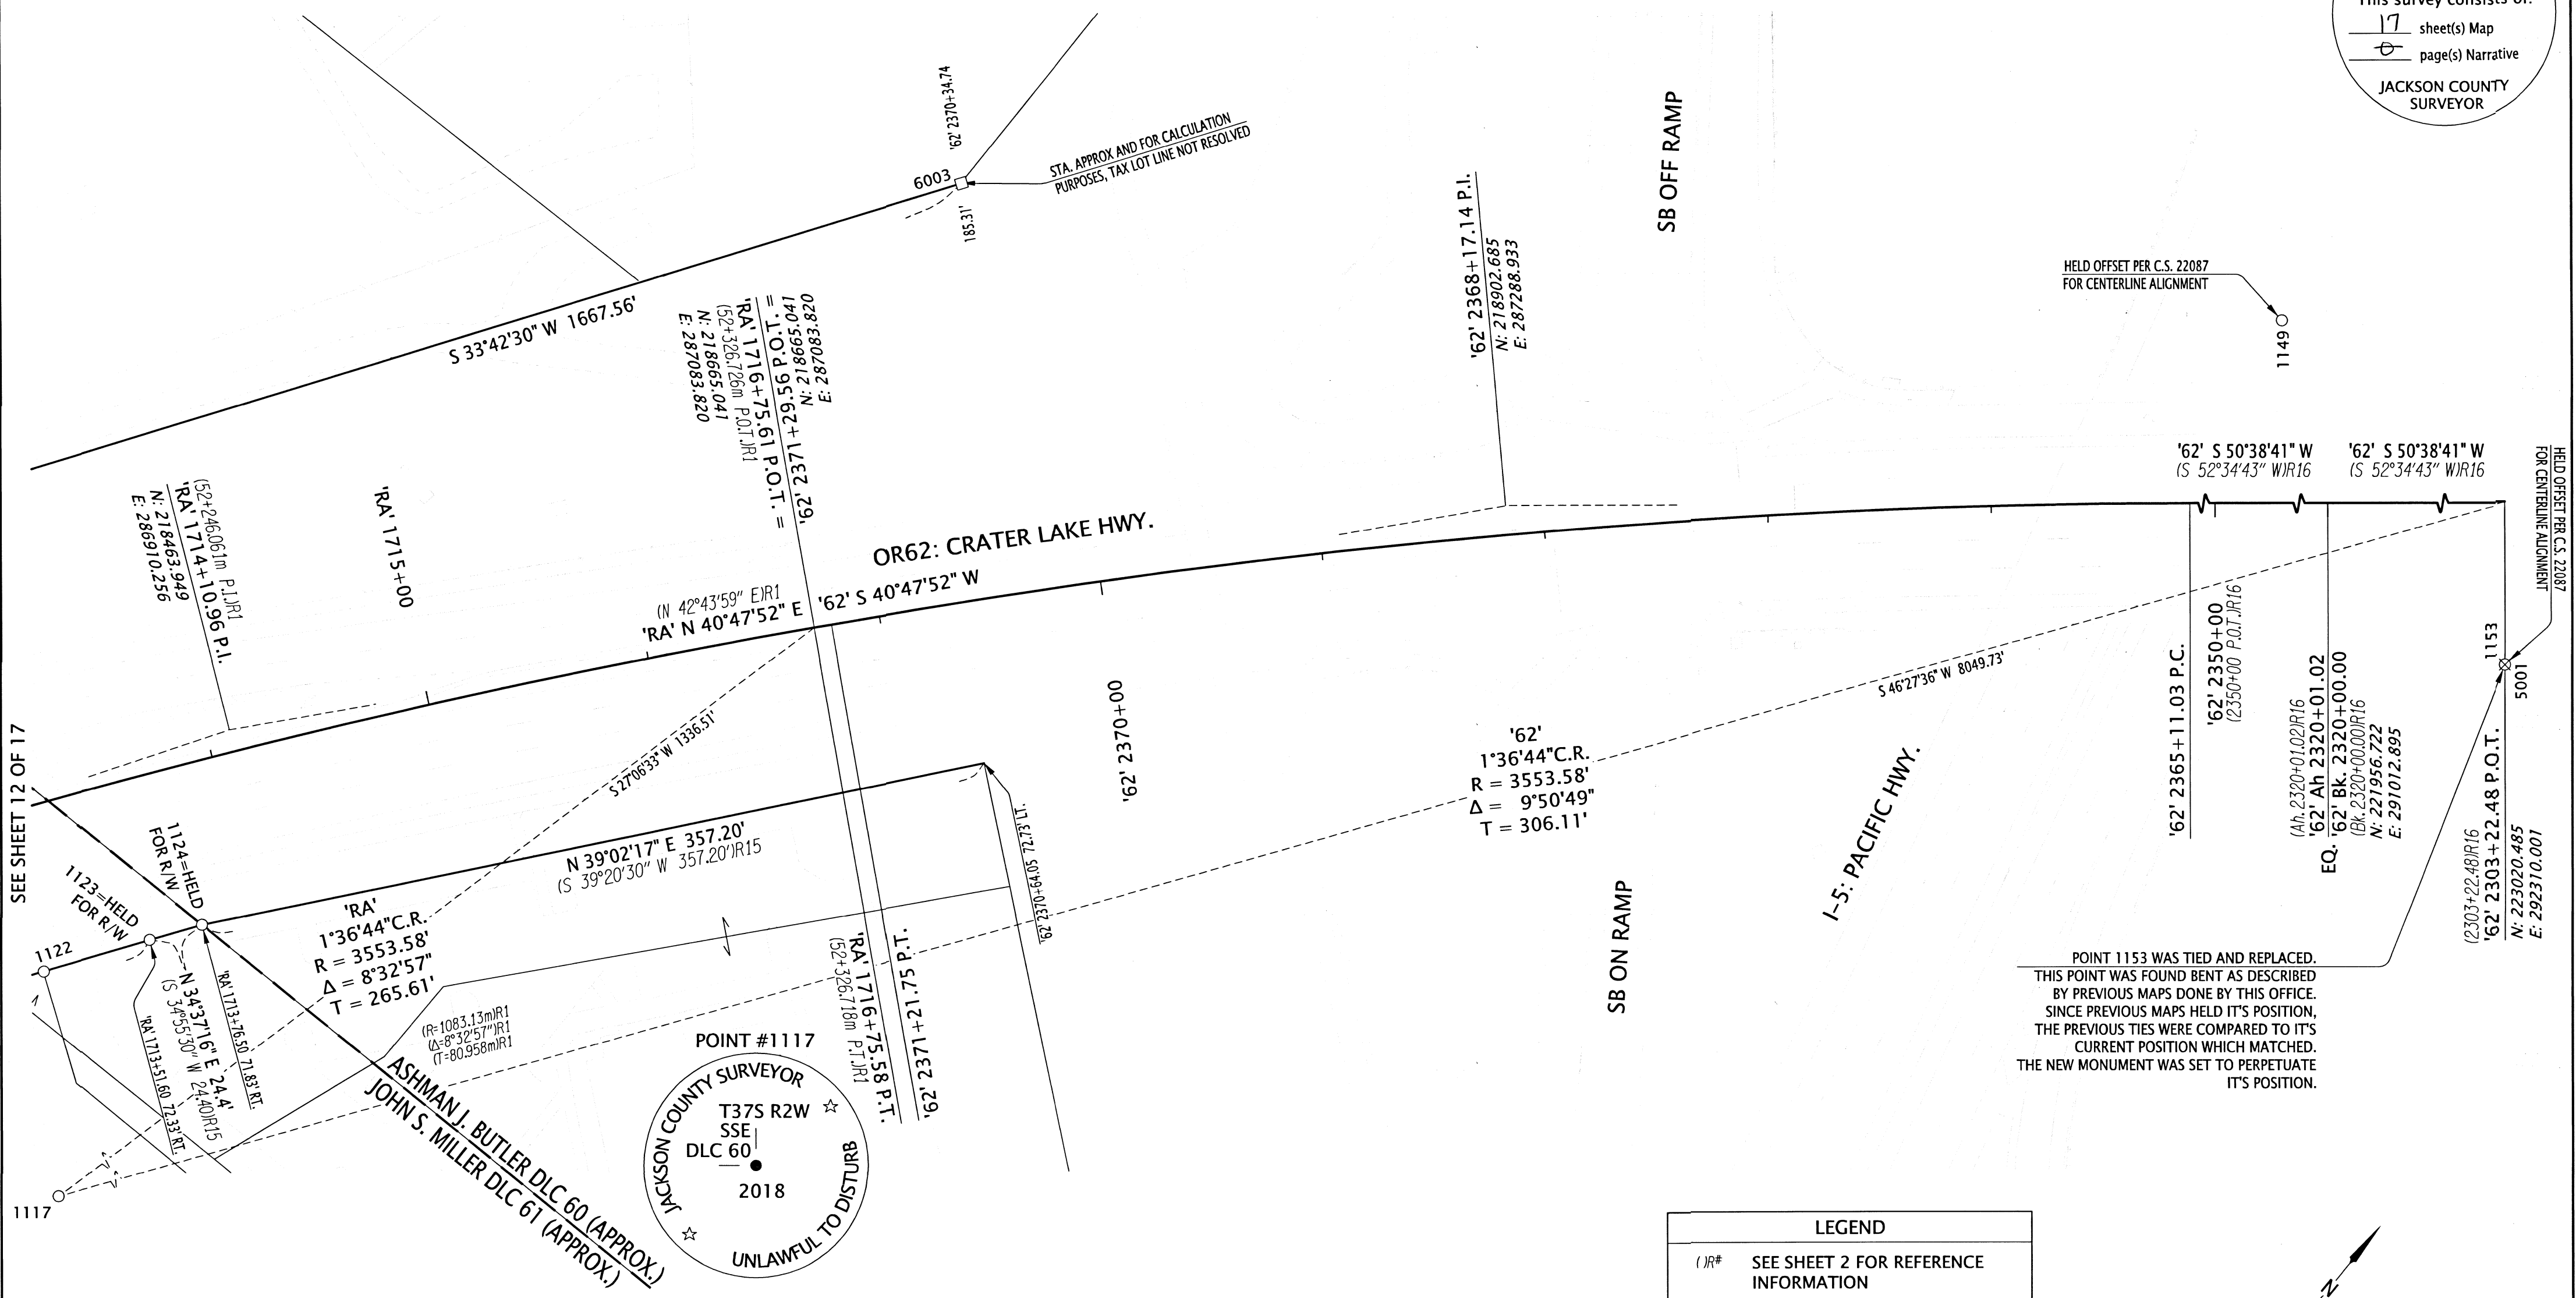 This survey consists of:
17 sheet(s) Map
0 page(s) Narrative
JACKSON COUNTY
SURVEYOR
'62' 2370+34.74
6003
185.31'
STA. APPROX AND FOR CALCULATION
PURPOSES, TAX LOT LINE NOT RESOLVED
S 33°42'30" W 1667.56'
SB OFF RAMP
'62' 2368+17.14 P.I.
N: 218902.685
E: 287288.933
HELD OFFSET PER C.S. 22087
FOR CENTERLINE ALIGNMENT
1149
'62' 2371+29.56 P.O.T. =
N: 218665.041
E: 287083.820
'RA' 1716+75.61 P.O.T. =
(52+326.726m P.O.T.)R1
N: 218665.041
E: 287083.820
(52+246.061m P.I.)R1
'RA' 1714+10.96 P.I.
N: 218463.949
E: 286910.256
'RA' 1715+00
OR62: CRATER LAKE HWY.
(N 42°43'59" E)R1
'RA' N 40°47'52" E
'62' S 40°47'52" W
'62' S 50°38'41" W
(S 52°34'43" W)R16
'62' S 50°38'41" W
(S 52°34'43" W)R16
HELD OFFSET PER C.S. 22087
FOR CENTERLINE ALIGNMENT
1153
5001
'62' 2365+11.03 P.C.
'62' 2350+00
(2350+00 P.O.T.)R16
(Ah.2320+01.02)R16
'62' Ah 2320+01.02
EQ. '62' Bk. 2320+00.00
(Bk.2320+00.00)R16
N: 221956.722
E: 291012.895
(2303+22.48)R16
'62' 2303+22.48 P.O.T.
N: 223020.485
E: 292310.001
S 46°27'36" W 8049.73'
S 27°06'33" W 1336.51'
'62' 2370+00
'62'
1°36'44"C.R.
R = 3553.58'
Δ = 9°50'49"
T = 306.11'
I-5: PACIFIC HWY.
SB ON RAMP
SEE SHEET 12 OF 17
1124=HELD
FOR R/W
1123=HELD
FOR R/W
1122
N 39°02'17" E 357.20'
(S 39°20'30" W 357.20')R15
'62' 2370+64.05 72.73' LT.
'RA'
1°36'44"C.R.
R = 3553.58'
Δ = 8°32'57"
T = 265.61'
(R=1083.13m)R1
(Δ=8°32'57")R1
(T=80.958m)R1
'RA' 1713+76.50 71.83' RT.
N 34°37'16" E 24.4'
(S 34°55'30" W 24.40)R15
'RA' 1713+51.60 72.33' RT.
'RA' 1716+75.58 P.T.
(52+326.718m P.T.)R1
'62' 2371+21.75 P.T.
1117
ASHMAN J. BUTLER DLC 60 (APPROX.)
JOHN S. MILLER DLC 61 (APPROX.)
POINT #1117
JACKSON COUNTY SURVEYOR
T37S R2W
SSE
DLC 60
2018
JACKSON
UNLAWFUL TO DISTURB
POINT 1153 WAS TIED AND REPLACED.
THIS POINT WAS FOUND BENT AS DESCRIBED
BY PREVIOUS MAPS DONE BY THIS OFFICE.
SINCE PREVIOUS MAPS HELD IT'S POSITION,
THE PREVIOUS TIES WERE COMPARED TO IT'S
CURRENT POSITION WHICH MATCHED.
THE NEW MONUMENT WAS SET TO PERPETUATE
IT'S POSITION.
LEGEND
( )R# SEE SHEET 2 FOR REFERENCE
INFORMATION
N